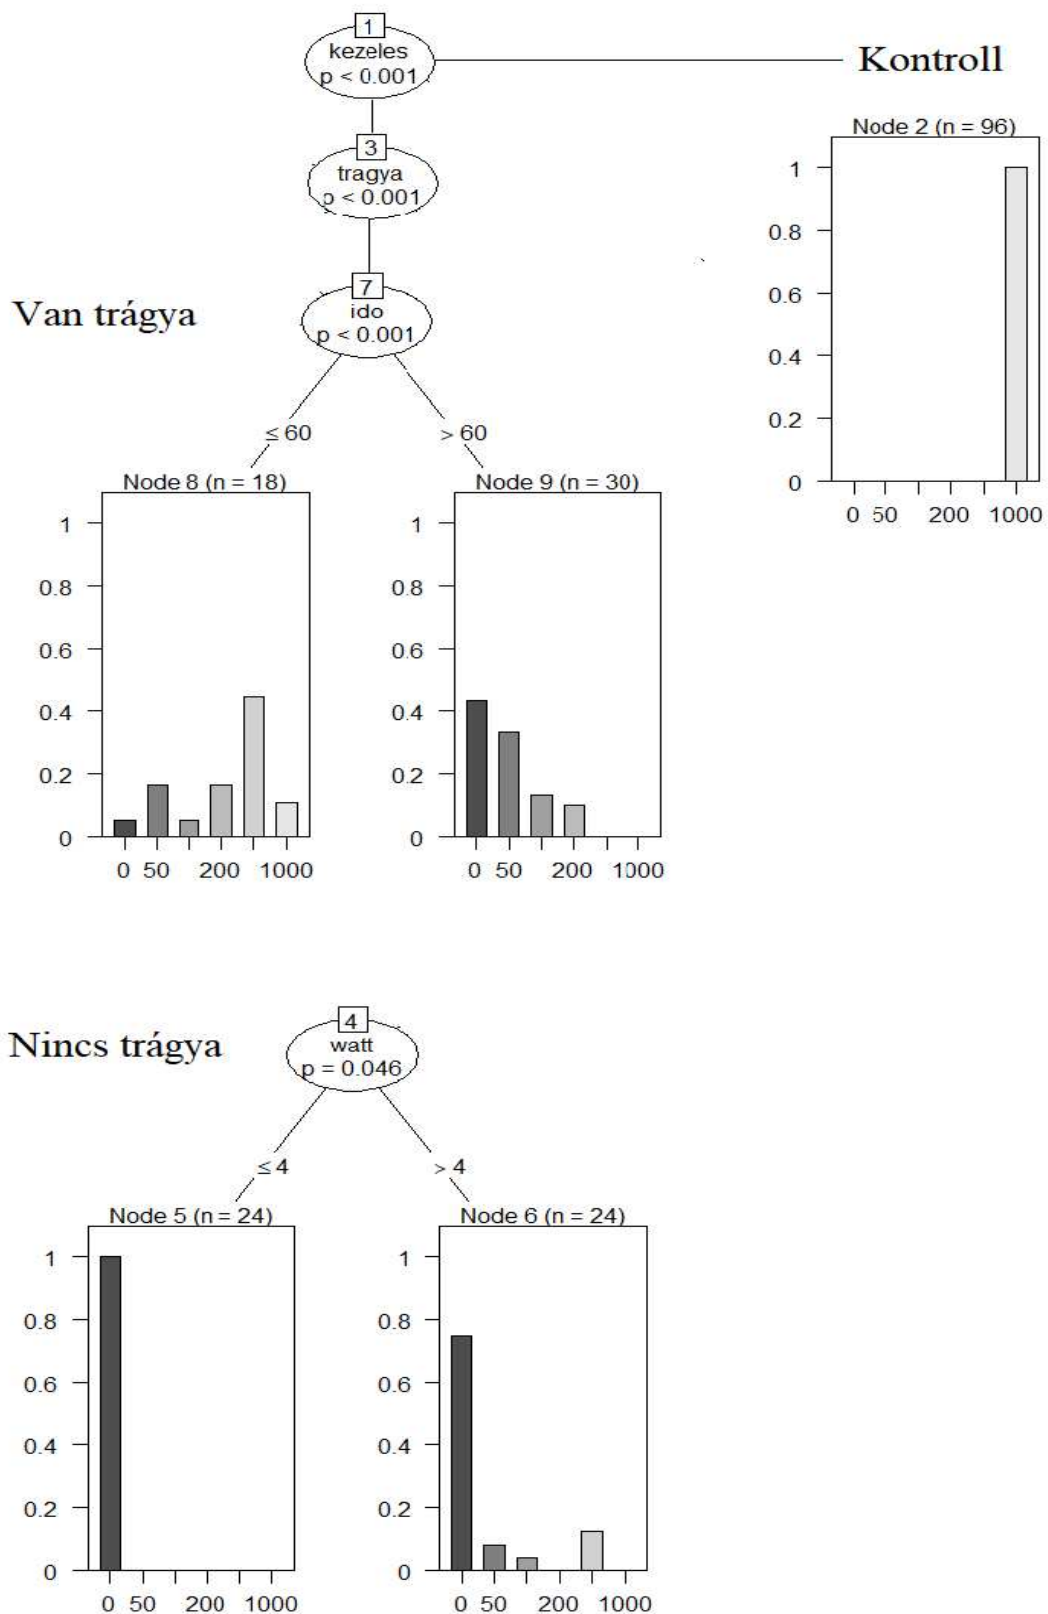 1
kezeles
p < 0.001
Kontroll
Node 2 (n = 96)
1
0.8
0.6
0.4
0.2
0
0 50 200 1000
3
tragya
p < 0.001
Van trágya
7
ido
p < 0.001
≤ 60
> 60
Node 8 (n = 18)
1
0.8
0.6
0.4
0.2
0
0 50 200 1000
Node 9 (n = 30)
1
0.8
0.6
0.4
0.2
0
0 50 200 1000
Nincs trágya
4
watt
p = 0.046
≤ 4
> 4
Node 5 (n = 24)
1
0.8
0.6
0.4
0.2
0
0 50 200 1000
Node 6 (n = 24)
1
0.8
0.6
0.4
0.2
0
0 50 200 1000